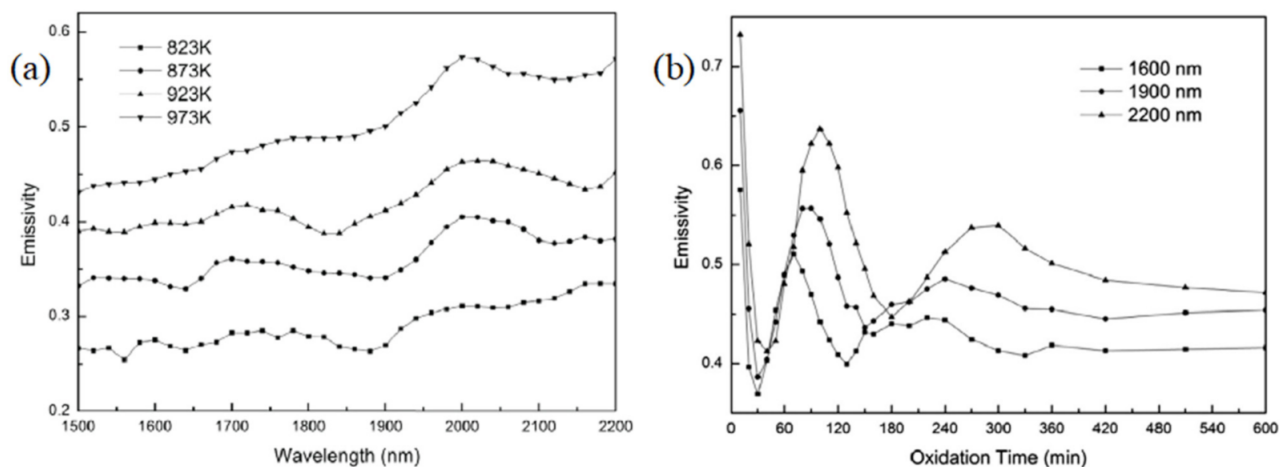 (a)
0.6
0.5
0.4
0.3
0.2
Emissivity
823K
873K
923K
973K
1500 1600 1700 1800 1900 2000 2100 2200
Wavelength (nm)
(b)
0.7
0.6
0.5
0.4
Emissivity
1600 nm
1900 nm
2200 nm
0 60 120 180 240 300 360 420 480 540 600
Oxidation Time (min)